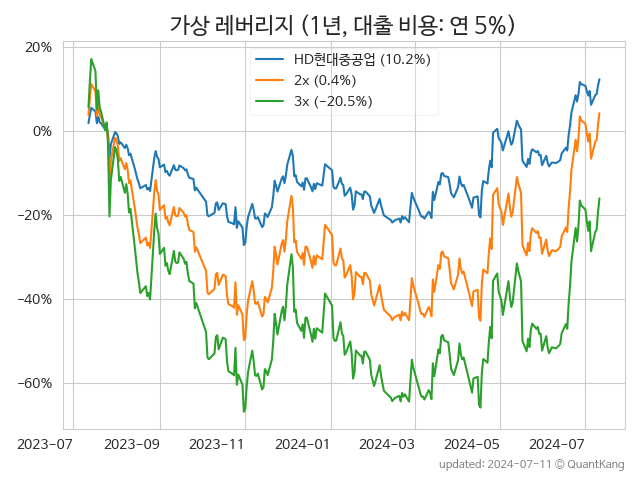 가상 레버리지 (1년, 대출 비용: 연 5%)
HD현대중공업 (10.2%)
2x (0.4%)
3x (−20.5%)
20%
0%
−20%
−40%
−60%
2023-07 2023-09 2023-11 2024-01 2024-03 2024-05 2024-07
updated: 2024-07-11 © QuantKang